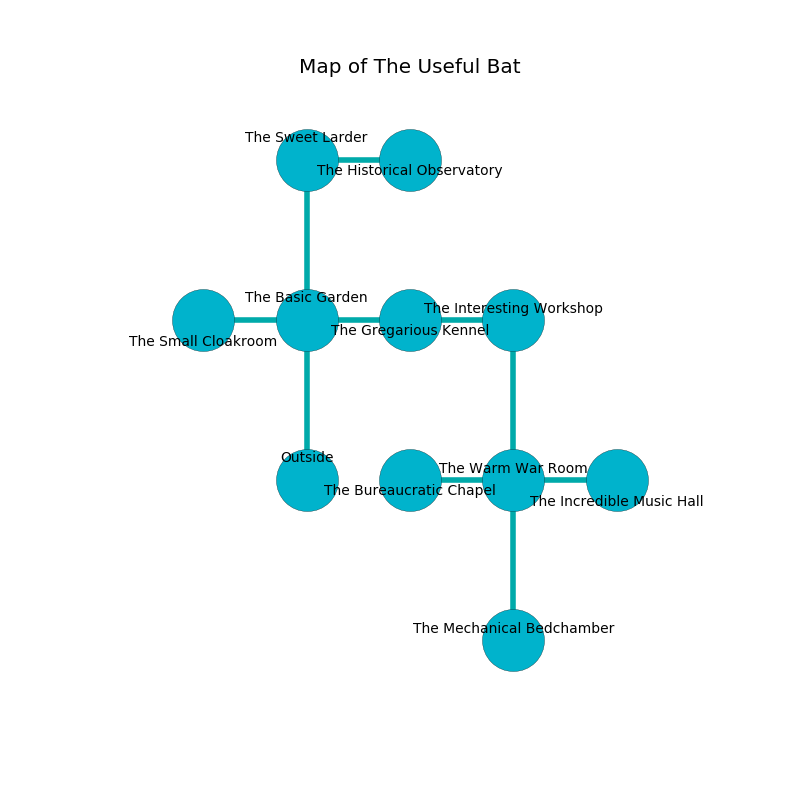 Map of The Useful Bat
The Sweet Larder
The Historical Observatory
The Basic Garden
The Interesting Workshop
The Gregarious Kennel
The Small Cloakroom
Outside
The Warm War Room
The Bureaucratic Chapel
The Incredible Music Hall
The Mechanical Bedchamber